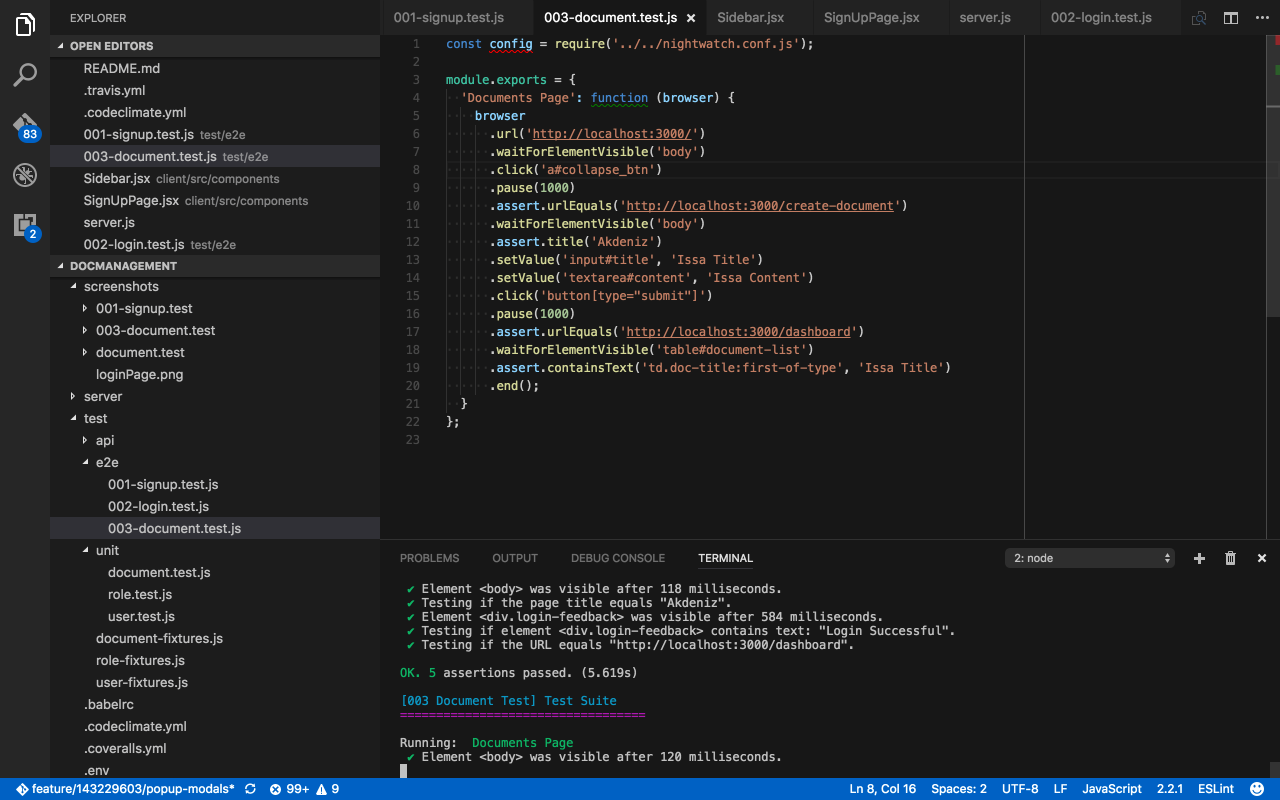 EXPLORER
OPEN EDITORS
README.md
.travis.yml
.codeclimate.yml
001-signup.test.js test/e2e
003-document.test.js test/e2e
Sidebar.jsx client/src/components
SignUpPage.jsx client/src/components
server.js
002-login.test.js test/e2e
DOCMANAGEMENT
screenshots
001-signup.test
003-document.test
document.test
loginPage.png
server
test
api
e2e
001-signup.test.js
002-login.test.js
003-document.test.js
unit
document.test.js
role.test.js
user.test.js
document-fixtures.js
role-fixtures.js
user-fixtures.js
.babelrc
.codeclimate.yml
.coveralls.yml
.env
83
2
001-signup.test.js 003-document.test.js Sidebar.jsx SignUpPage.jsx server.js 002-login.test.js
1 const config = require('../../nightwatch.conf.js');
2
3 module.exports = {
4 'Documents Page': function (browser) {
5 browser
6 .url('http://localhost:3000/')
7 .waitForElementVisible('body')
8 .click('a#collapse_btn')
9 .pause(1000)
10 .assert.urlEquals('http://localhost:3000/create-document')
11 .waitForElementVisible('body')
12 .assert.title('Akdeniz')
13 .setValue('input#title', 'Issa Title')
14 .setValue('textarea#content', 'Issa Content')
15 .click('button[type="submit"]')
16 .pause(1000)
17 .assert.urlEquals('http://localhost:3000/dashboard')
18 .waitForElementVisible('table#document-list')
19 .assert.containsText('td.doc-title:first-of-type', 'Issa Title')
20 .end();
21 }
22 };
23
PROBLEMS OUTPUT DEBUG CONSOLE TERMINAL 2: node
✔ Element <body> was visible after 118 milliseconds.
✔ Testing if the page title equals "Akdeniz".
✔ Element <div.login-feedback> was visible after 584 milliseconds.
✔ Testing if element <div.login-feedback> contains text: "Login Successful".
✔ Testing if the URL equals "http://localhost:3000/dashboard".
OK. 5 assertions passed. (5.619s)
[003 Document Test] Test Suite
==================================
Running: Documents Page
✔ Element <body> was visible after 120 milliseconds.
feature/143229603/popup-modals* 99+ 9 Ln 8, Col 16 Spaces: 2 UTF-8 LF JavaScript 2.2.1 ESLint